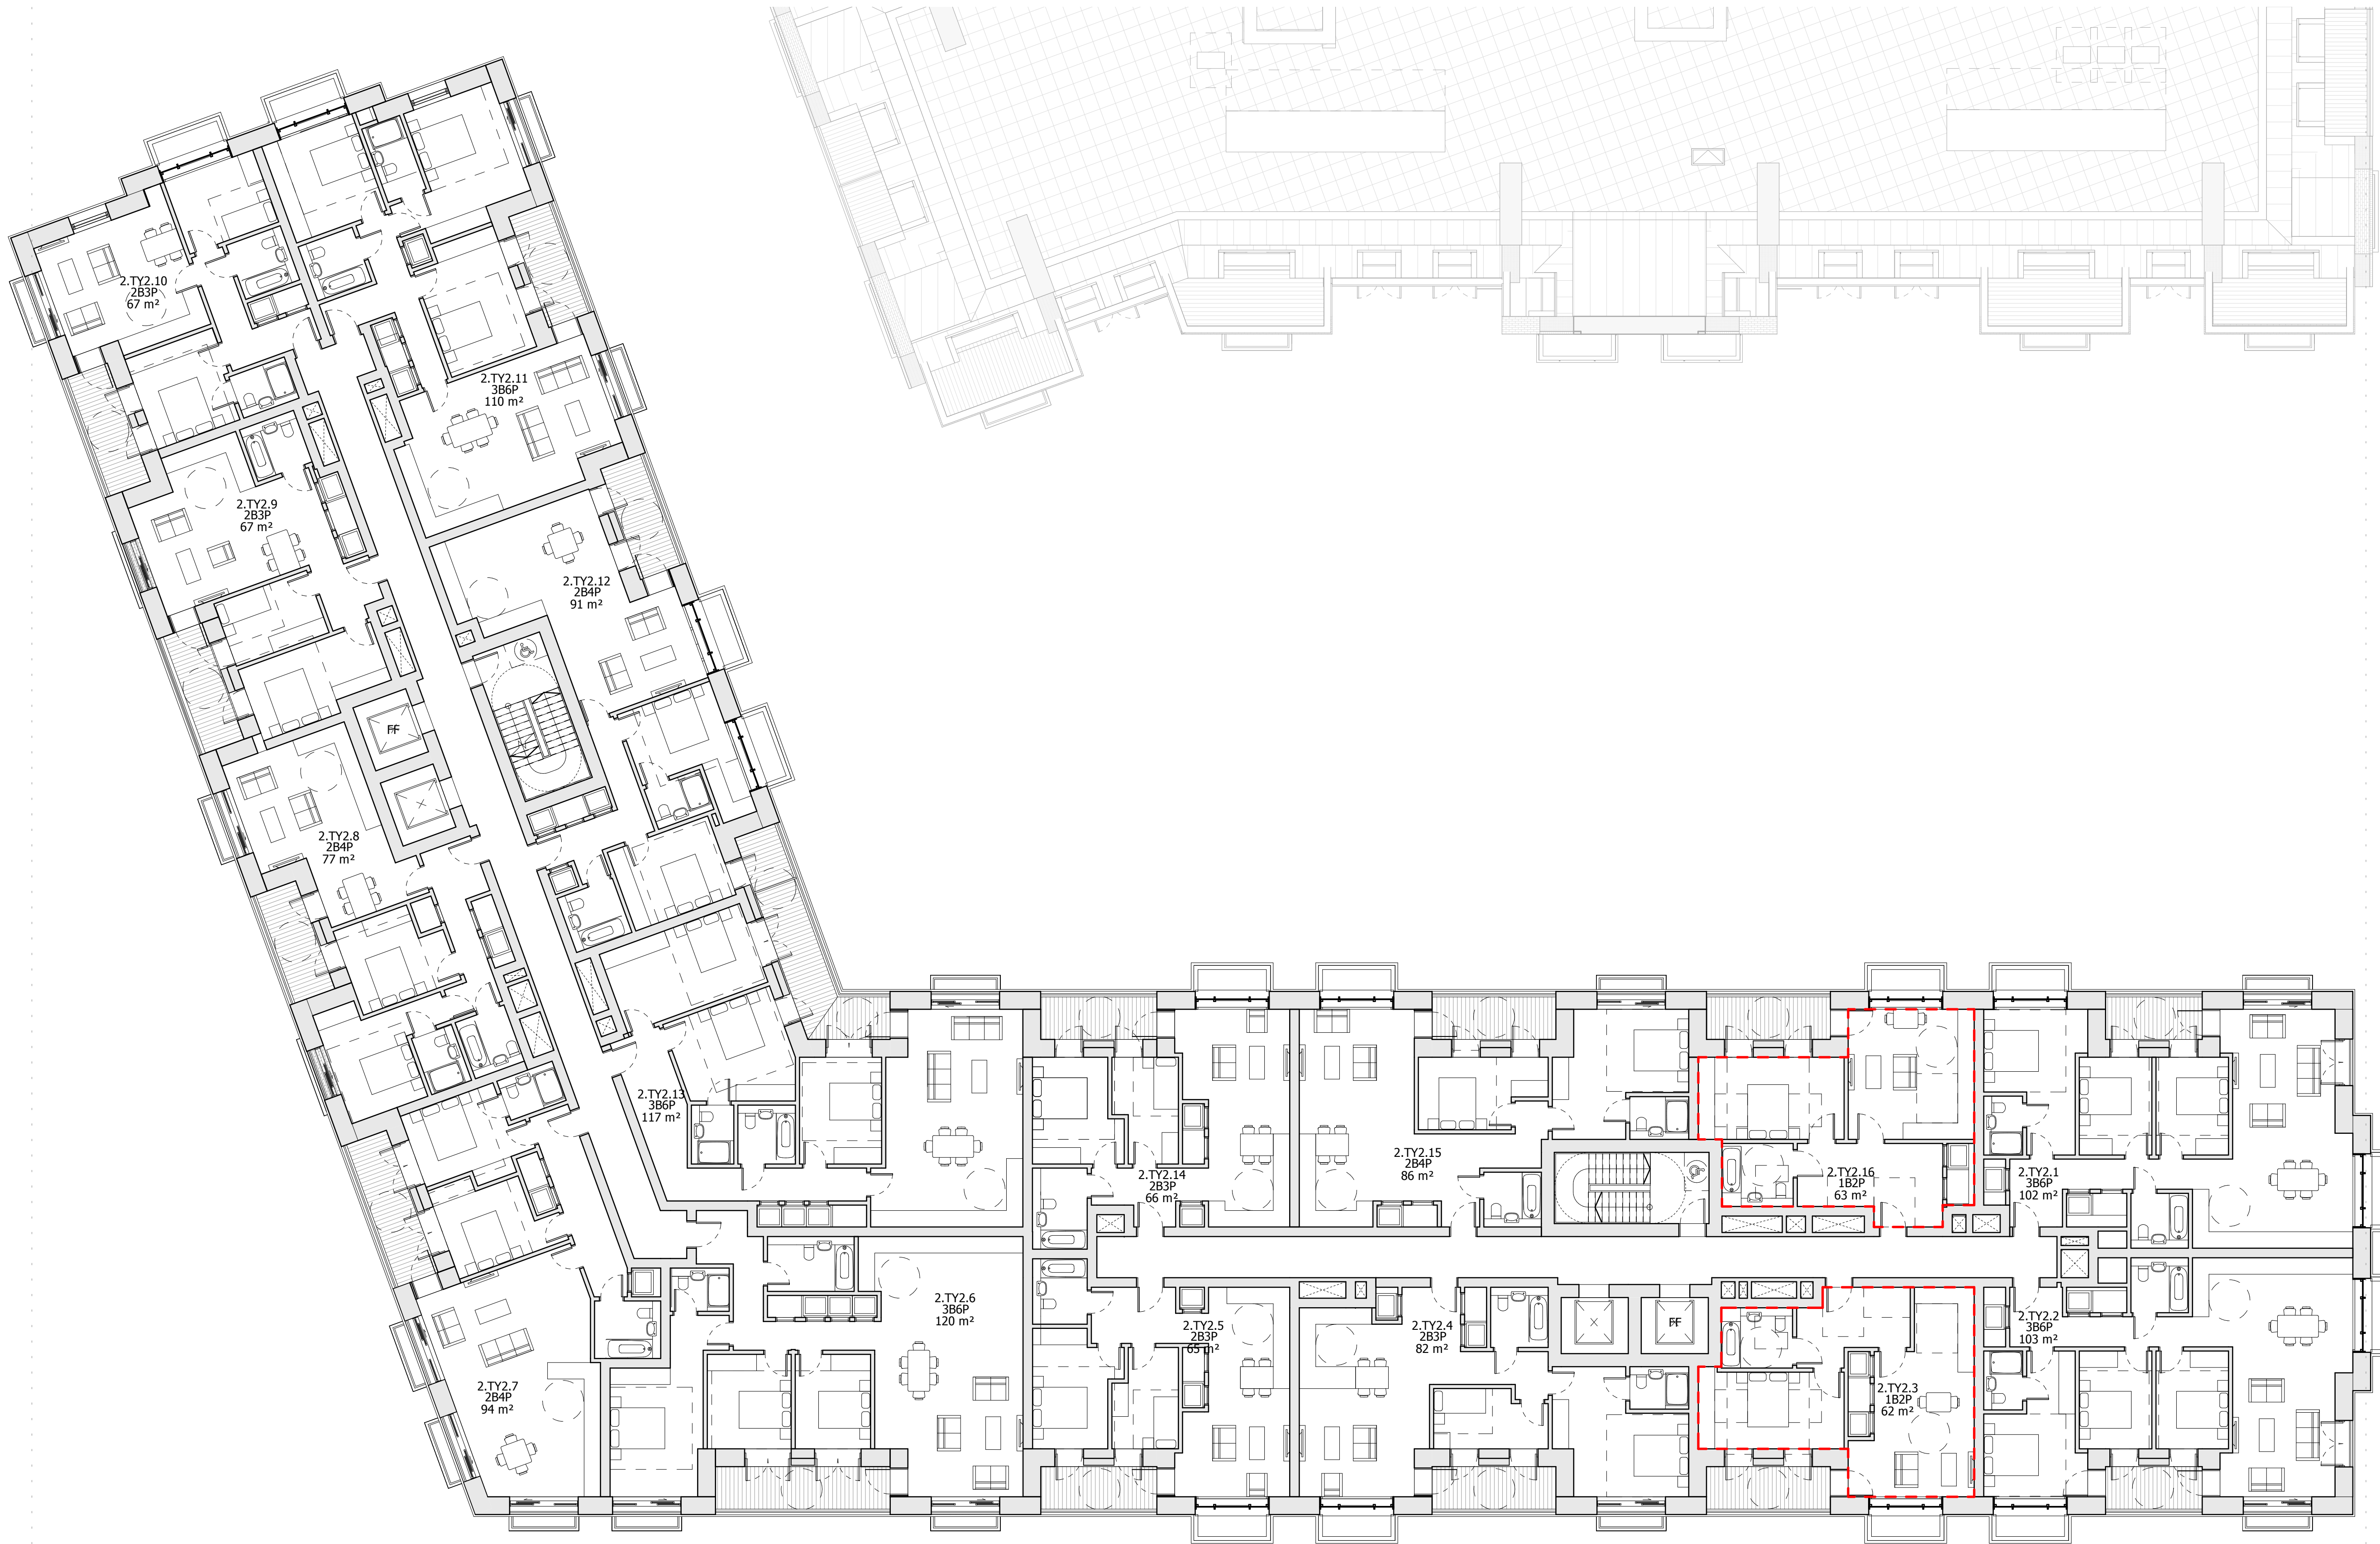 2.TY2.10
2B3P
67 m²
2.TY2.11
3B6P
110 m²
2.TY2.9
2B3P
67 m²
2.TY2.12
2B4P
91 m²
FF
2.TY2.8
2B4P
77 m²
2.TY2.13
3B6P
117 m²
2.TY2.14
2B3P
66 m²
2.TY2.15
2B4P
86 m²
2.TY2.16
1B2P
63 m²
2.TY2.1
3B6P
102 m²
2.TY2.7
2B4P
94 m²
2.TY2.6
3B6P
120 m²
2.TY2.5
2B3P
65 m²
2.TY2.4
2B3P
82 m²
FF
2.TY2.3
1B2P
62 m²
2.TY2.2
3B6P
103 m²